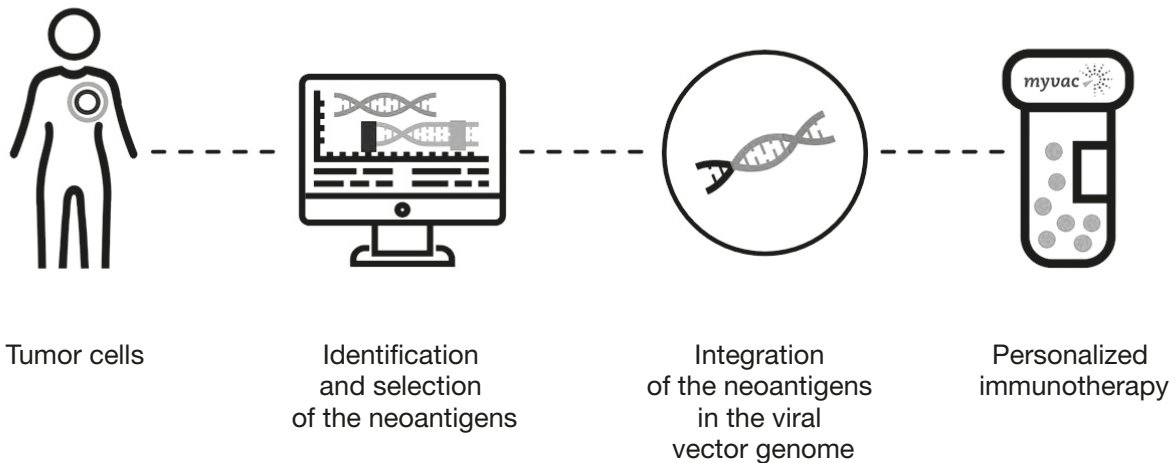 myvac
Tumor cells
Identification
and selection
of the neoantigens
Integration
of the neoantigens
in the viral
vector genome
Personalized
immunotherapy